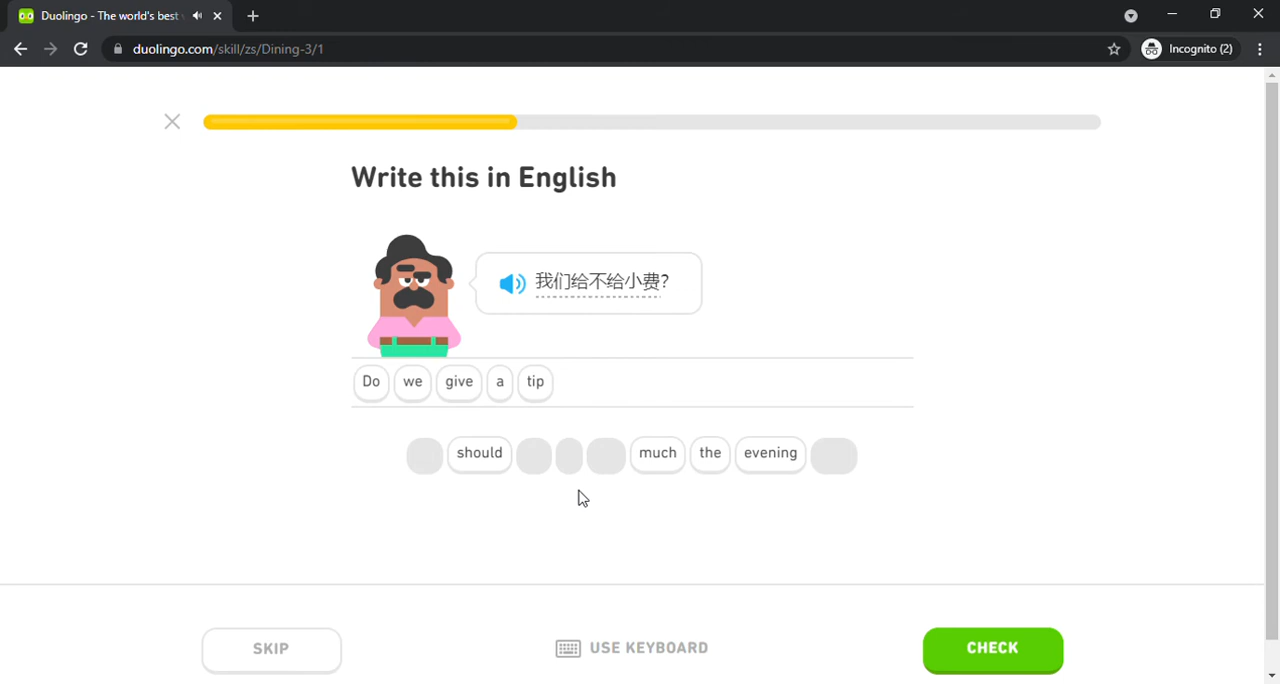 Duolingo - The world's best
duolingo.com/skill/zs/Dining-3/1
Incognito (2)
Write this in English
我们给不给小费?
Do we give a tip
should much the evening
SKIP
USE KEYBOARD
CHECK